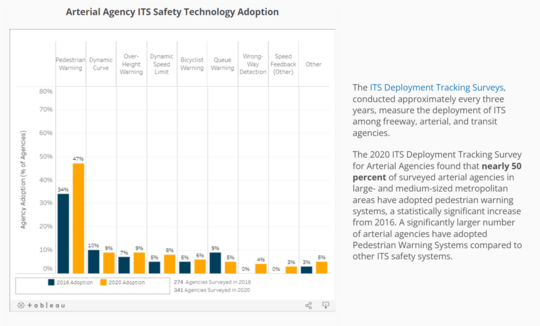 Arterial Agency ITS Safety Technology Adoption
Pedestrian Warning
Dynamic Curve
Over-Height Warning
Dynamic Speed Limit
Bicyclist Warning
Queue Warning
Wrong-Way Detection
Speed Feedback (Other)
Other
80%
70%
60%
50%
40%
30%
20%
10%
0%
Agency Adoption (% of Agencies)
34%
47%
10%
9%
7%
9%
5%
8%
5%
6%
9%
5%
0%
4%
0%
3%
3%
5%
2016 Adoption
2020 Adoption
274 Agencies Surveyed in 2016
341 Agencies Surveyed in 2020
+ a b l e a u
The ITS Deployment Tracking Surveys,
conducted approximately every three
years, measure the deployment of ITS
among freeway, arterial, and transit
agencies.
The 2020 ITS Deployment Tracking Survey
for Arterial Agencies found that nearly 50
percent of surveyed arterial agencies in
large- and medium-sized metropolitan
areas have adopted pedestrian warning
systems, a statistically significant increase
from 2016. A significantly larger number
of arterial agencies have adopted
Pedestrian Warning Systems compared to
other ITS safety systems.